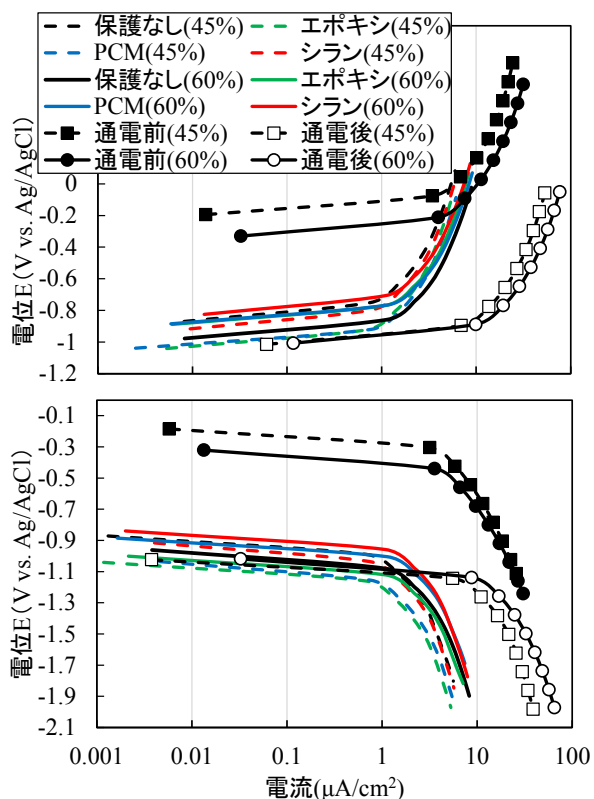 保護なし(45%) エポキシ(45%)
PCM(45%) シラン(45%)
保護なし(60%) エポキシ(60%)
PCM(60%) シラン(60%)
通電前(45%) 通電後(45%)
通電前(60%) 通電後(60%)
電位E(V vs. Ag/AgCl)
0
-0.2
-0.4
-0.6
-0.8
-1
-1.2
電位E(V vs. Ag/AgCl)
-0.1
-0.3
-0.5
-0.7
-0.9
-1.1
-1.3
-1.5
-1.7
-1.9
-2.1
0.001 0.01 0.1 1 10 100
電流(μA/cm²)